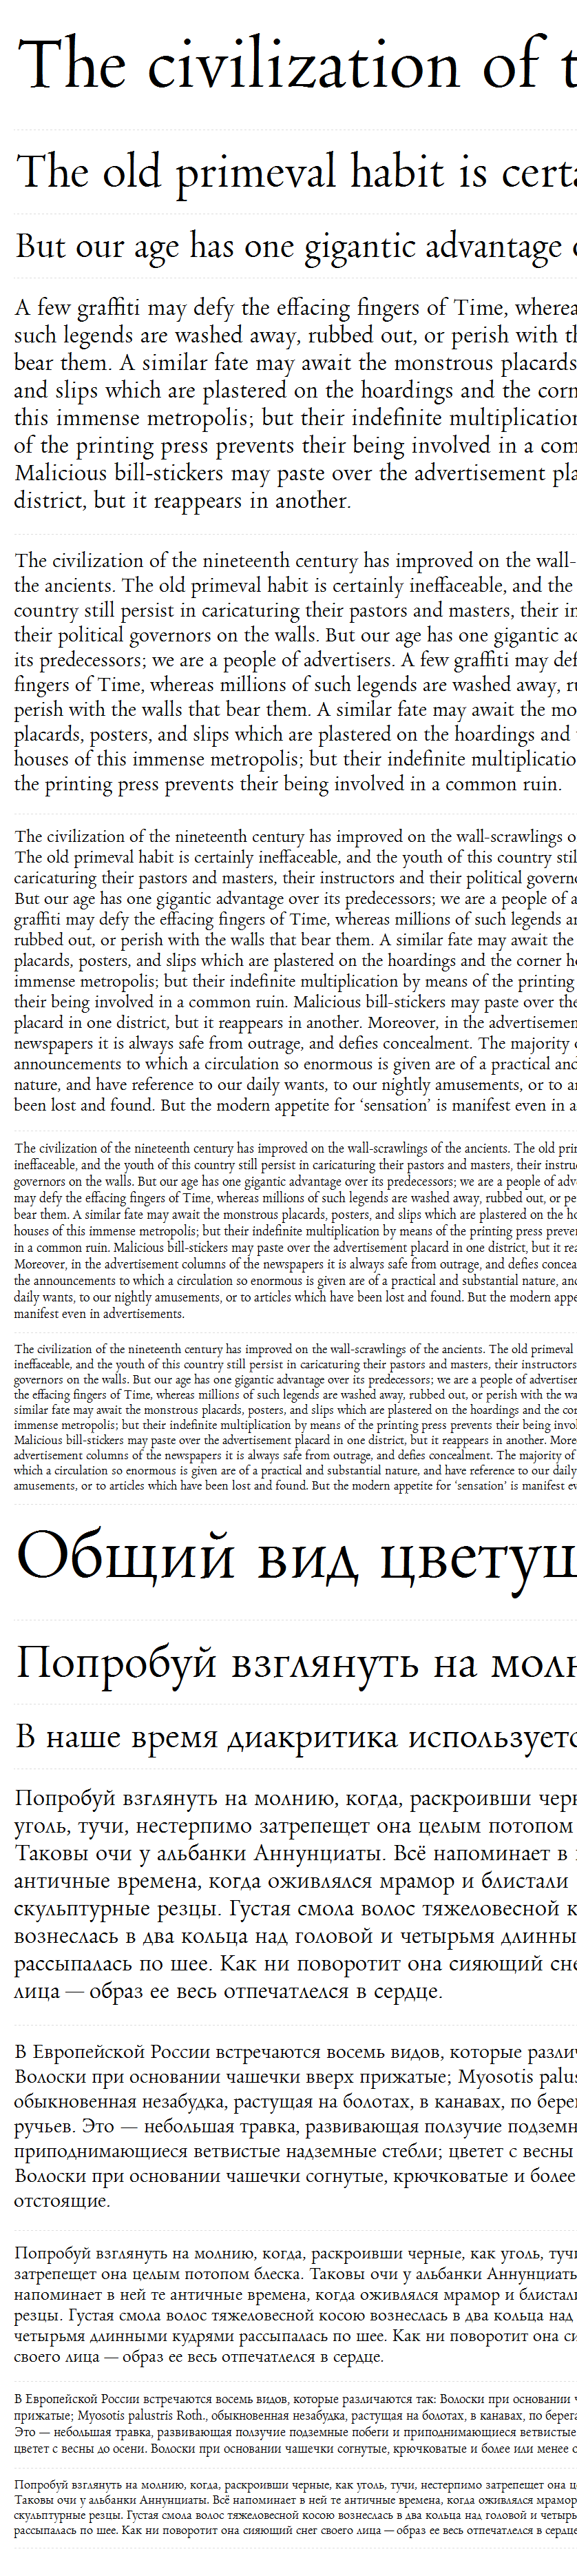 The civilization of t
The old primeval habit is certa
But our age has one gigantic advantage o
A few graffiti may defy the effacing fingers of Time, wherea
such legends are washed away, rubbed out, or perish with th
bear them. A similar fate may await the monstrous placards
and slips which are plastered on the hoardings and the corn
this immense metropolis; but their indefinite multiplication
of the printing press prevents their being involved in a com
Malicious bill-stickers may paste over the advertisement pla
district, but it reappears in another.
The civilization of the nineteenth century has improved on the wall-
the ancients. The old primeval habit is certainly ineffaceable, and the
country still persist in caricaturing their pastors and masters, their in
their political governors on the walls. But our age has one gigantic ad
its predecessors; we are a people of advertisers. A few graffiti may def
fingers of Time, whereas millions of such legends are washed away, ru
perish with the walls that bear them. A similar fate may await the mo
placards, posters, and slips which are plastered on the hoardings and
houses of this immense metropolis; but their indefinite multiplicatio
the printing press prevents their being involved in a common ruin.
The civilization of the nineteenth century has improved on the wall-scrawlings o
The old primeval habit is certainly ineffaceable, and the youth of this country stil
caricaturing their pastors and masters, their instructors and their political governo
But our age has one gigantic advantage over its predecessors; we are a people of a
graffiti may defy the effacing fingers of Time, whereas millions of such legends ar
rubbed out, or perish with the walls that bear them. A similar fate may await the
placards, posters, and slips which are plastered on the hoardings and the corner ho
immense metropolis; but their indefinite multiplication by means of the printing
their being involved in a common ruin. Malicious bill-stickers may paste over the
placard in one district, but it reappears in another. Moreover, in the advertisemen
newspapers it is always safe from outrage, and defies concealment. The majority o
announcements to which a circulation so enormous is given are of a practical and
nature, and have reference to our daily wants, to our nightly amusements, or to ar
been lost and found. But the modern appetite for ‘sensation’ is manifest even in a
The civilization of the nineteenth century has improved on the wall-scrawlings of the ancients. The old prim
ineffaceable, and the youth of this country still persist in caricaturing their pastors and masters, their instruc
governors on the walls. But our age has one gigantic advantage over its predecessors; we are a people of adv
may defy the effacing fingers of Time, whereas millions of such legends are washed away, rubbed out, or pe
bear them. A similar fate may await the monstrous placards, posters, and slips which are plastered on the ho
houses of this immense metropolis; but their indefinite multiplication by means of the printing press preven
in a common ruin. Malicious bill-stickers may paste over the advertisement placard in one district, but it rea
Moreover, in the advertisement columns of the newspapers it is always safe from outrage, and defies concea
the announcements to which a circulation so enormous is given are of a practical and substantial nature, and
daily wants, to our nightly amusements, or to articles which have been lost and found. But the modern appe
manifest even in advertisements.
The civilization of the nineteenth century has improved on the wall-scrawlings of the ancients. The old primeval
ineffaceable, and the youth of this country still persist in caricaturing their pastors and masters, their instructors
governors on the walls. But our age has one gigantic advantage over its predecessors; we are a people of advertiser
the effacing fingers of Time, whereas millions of such legends are washed away, rubbed out, or perish with the wa
similar fate may await the monstrous placards, posters, and slips which are plastered on the hoardings and the cor
immense metropolis; but their indefinite multiplication by means of the printing press prevents their being invol
Malicious bill-stickers may paste over the advertisement placard in one district, but it reappears in another. More
advertisement columns of the newspapers it is always safe from outrage, and defies concealment. The majority of
which a circulation so enormous is given are of a practical and substantial nature, and have reference to our daily
amusements, or to articles which have been lost and found. But the modern appetite for ‘sensation’ is manifest ev
Общий вид цветущ
Попробуй взглянуть на молн
В наше время диакритика используетс
Попробуй взглянуть на молнию, когда, раскроивши черн
уголь, тучи, нестерпимо затрепещет она целым потопом
Таковы очи у альбанки Аннунциаты. Всё напоминает в н
античные времена, когда оживлялся мрамор и блистали
скульптурные резцы. Густая смола волос тяжеловесной к
вознеслась в два кольца над головой и четырьмя длинны
рассыпалась по шее. Как ни поворотит она сияющий сне
лица — образ ее весь отпечатлелся в сердце.
В Европейской России встречаются восемь видов, которые различ
Волоски при основании чашечки вверх прижатые; Myosotis palus
обыкновенная незабудка, растущая на болотах, в канавах, по берег
ручьев. Это — небольшая травка, развивающая ползучие подземн
приподнимающиеся ветвистые надземные стебли; цветет с весны
Волоски при основании чашечки согнутые, крючковатые и более
отстоящие.
Попробуй взглянуть на молнию, когда, раскроивши черные, как уголь, тучи
затрепещет она целым потопом блеска. Таковы очи у альбанки Аннунциаты
напоминает в ней те античные времена, когда оживлялся мрамор и блистали
резцы. Густая смола волос тяжеловесной косою вознеслась в два кольца над
четырьмя длинными кудрями рассыпалась по шее. Как ни поворотит она си
своего лица — образ ее весь отпечатлелся в сердце.
В Европейской России встречаются восемь видов, которые различаются так: Волоски при основании ч
прижатые; Myosotis palustris Roth., обыкновенная незабудка, растущая на болотах, в канавах, по берега
Это — небольшая травка, развивающая ползучие подземные побеги и приподнимающиеся ветвистые
цветет с весны до осени. Волоски при основании чашечки согнутые, крючковатые и более или менее о
Попробуй взглянуть на молнию, когда, раскроивши черные, как уголь, тучи, нестерпимо затрепещет она ц
Таковы очи у альбанки Аннунциаты. Всё напоминает в ней те античные времена, когда оживлялся мрамор
скульптурные резцы. Густая смола волос тяжеловесной косою вознеслась в два кольца над головой и четырь
рассыпалась по шее. Как ни поворотит она сияющий снег своего лица — образ ее весь отпечатлелся в сердце